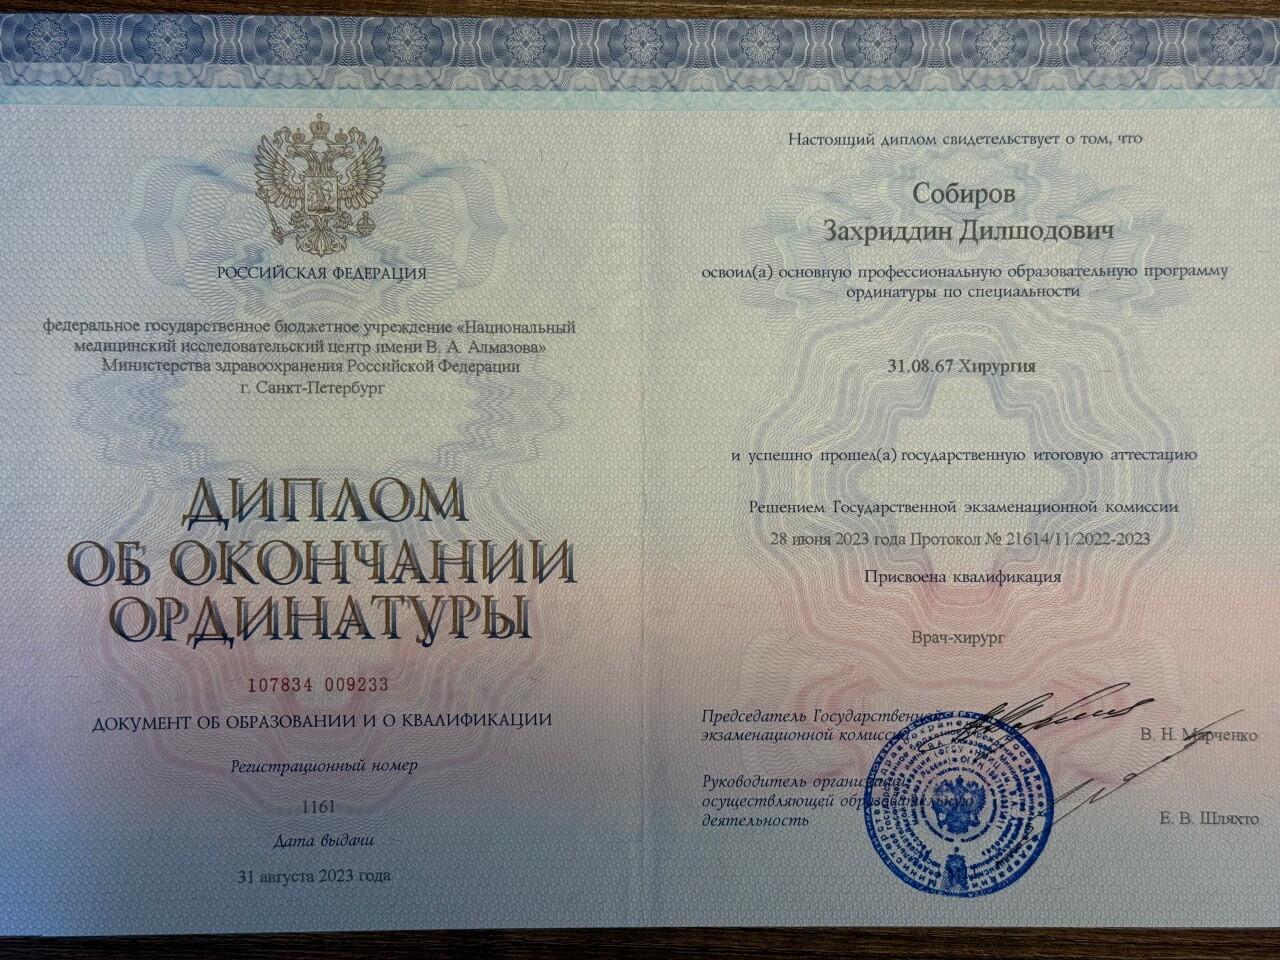 РОССИЙСКАЯ ФЕДЕРАЦИЯ
федеральное государственное бюджетное учреждение «Национальный
медицинский исследовательский центр имени В. А. Алмазова»
Министерства здравоохранения Российской Федерации
г. Санкт-Петербург
ДИПЛОМ
ОБ ОКОНЧАНИИ
ОРДИНАТУРЫ
107834 009233
ДОКУМЕНТ ОБ ОБРАЗОВАНИИ И О КВАЛИФИКАЦИИ
Регистрационный номер
1161
Дата выдачи
31 августа 2023 года
Настоящий диплом свидетельствует о том, что
Собиров
Захриддин Дилшодович
освоил(а) основную профессиональную образовательную программу
ординатуры по специальности
31.08.67 Хирургия
и успешно прошел(а) государственную итоговую аттестацию
Решением Государственной экзаменационной комиссии
28 июня 2023 года Протокол № 21614/11/2022-2023
Присвоена квалификация
Врач-хирург
Председатель Государственной
экзаменационной комиссии
В. Н. Марченко
Руководитель организации,
осуществляющей образовательную
деятельность
Е. В. Шляхто